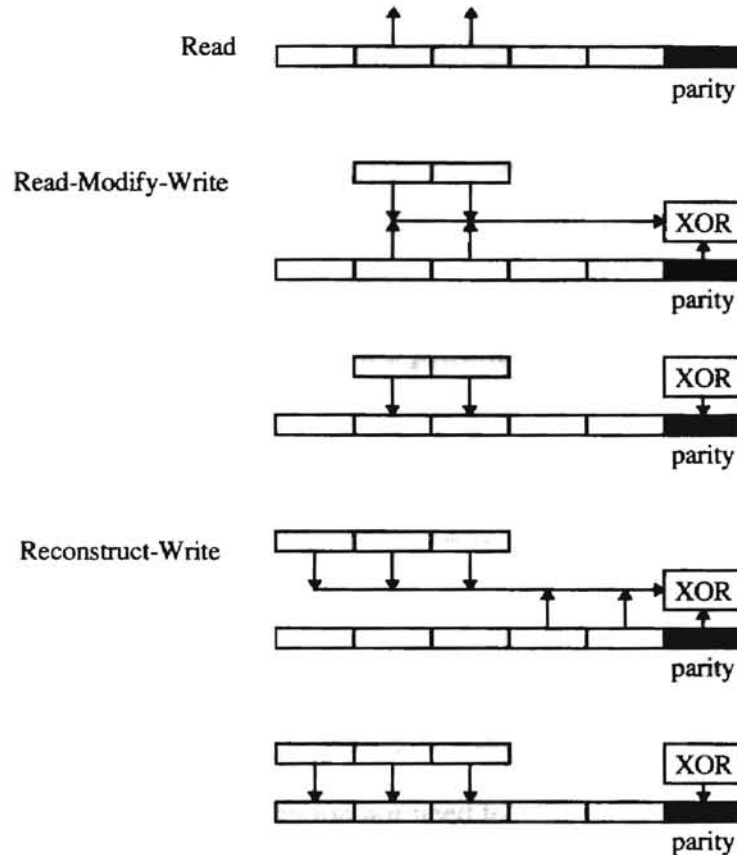 Read
parity
Read-Modify-Write
XOR
parity
XOR
parity
Reconstruct-Write
XOR
parity
XOR
parity